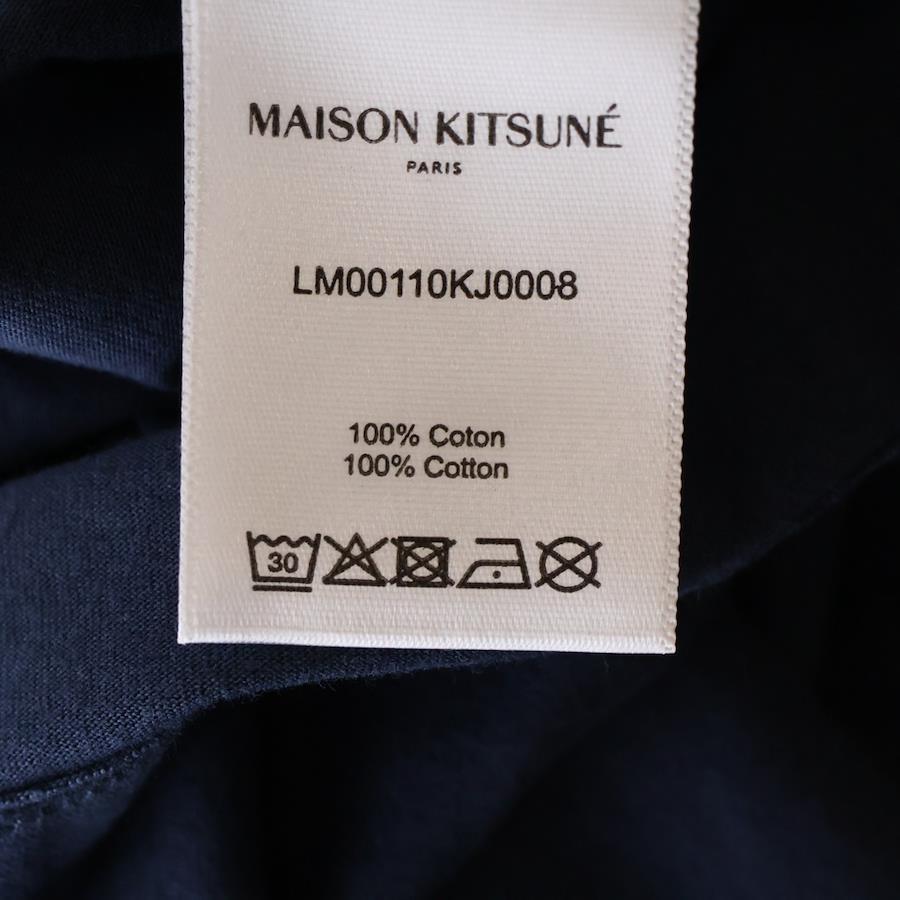 MAISON KITSUNÉ
PARIS
LM00110KJ0008
100% Coton
100% Cotton
30